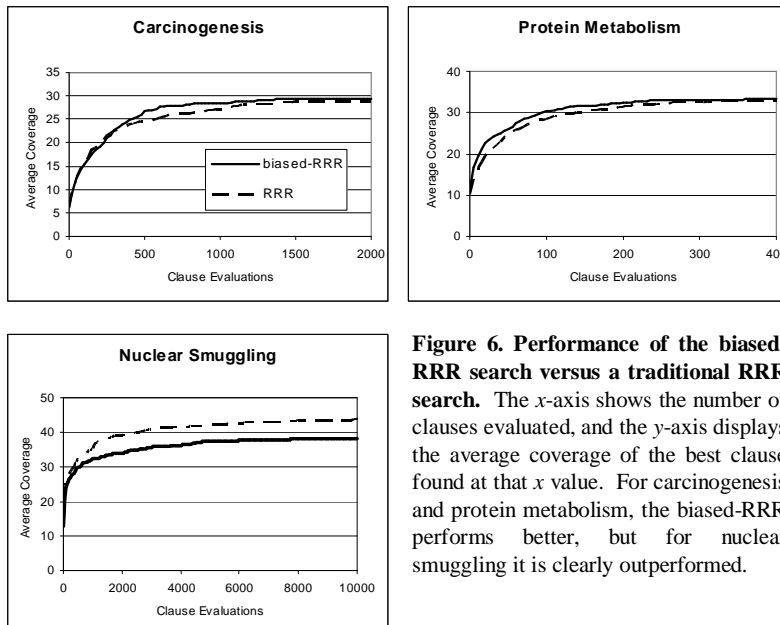 Carcinogenesis
35
30
25
20
15
10
5
0
Average Coverage
biased-RRR
RRR
0 500 1000 1500 2000
Clause Evaluations
Protein Metabolism
40
30
20
10
0
Average Coverage
0 100 200 300 40
Clause Evaluations
Nuclear Smuggling
50
40
30
20
10
0
Average Coverage
0 2000 4000 6000 8000 10000
Clause Evaluations
Figure 6. Performance of the biased-
RRR search versus a traditional RRR
search. The x-axis shows the number o
clauses evaluated, and the y-axis displays
the average coverage of the best clause
found at that x value. For carcinogenesis
and protein metabolism, the biased-RRR
performs better, but for nuclear
smuggling it is clearly outperformed.